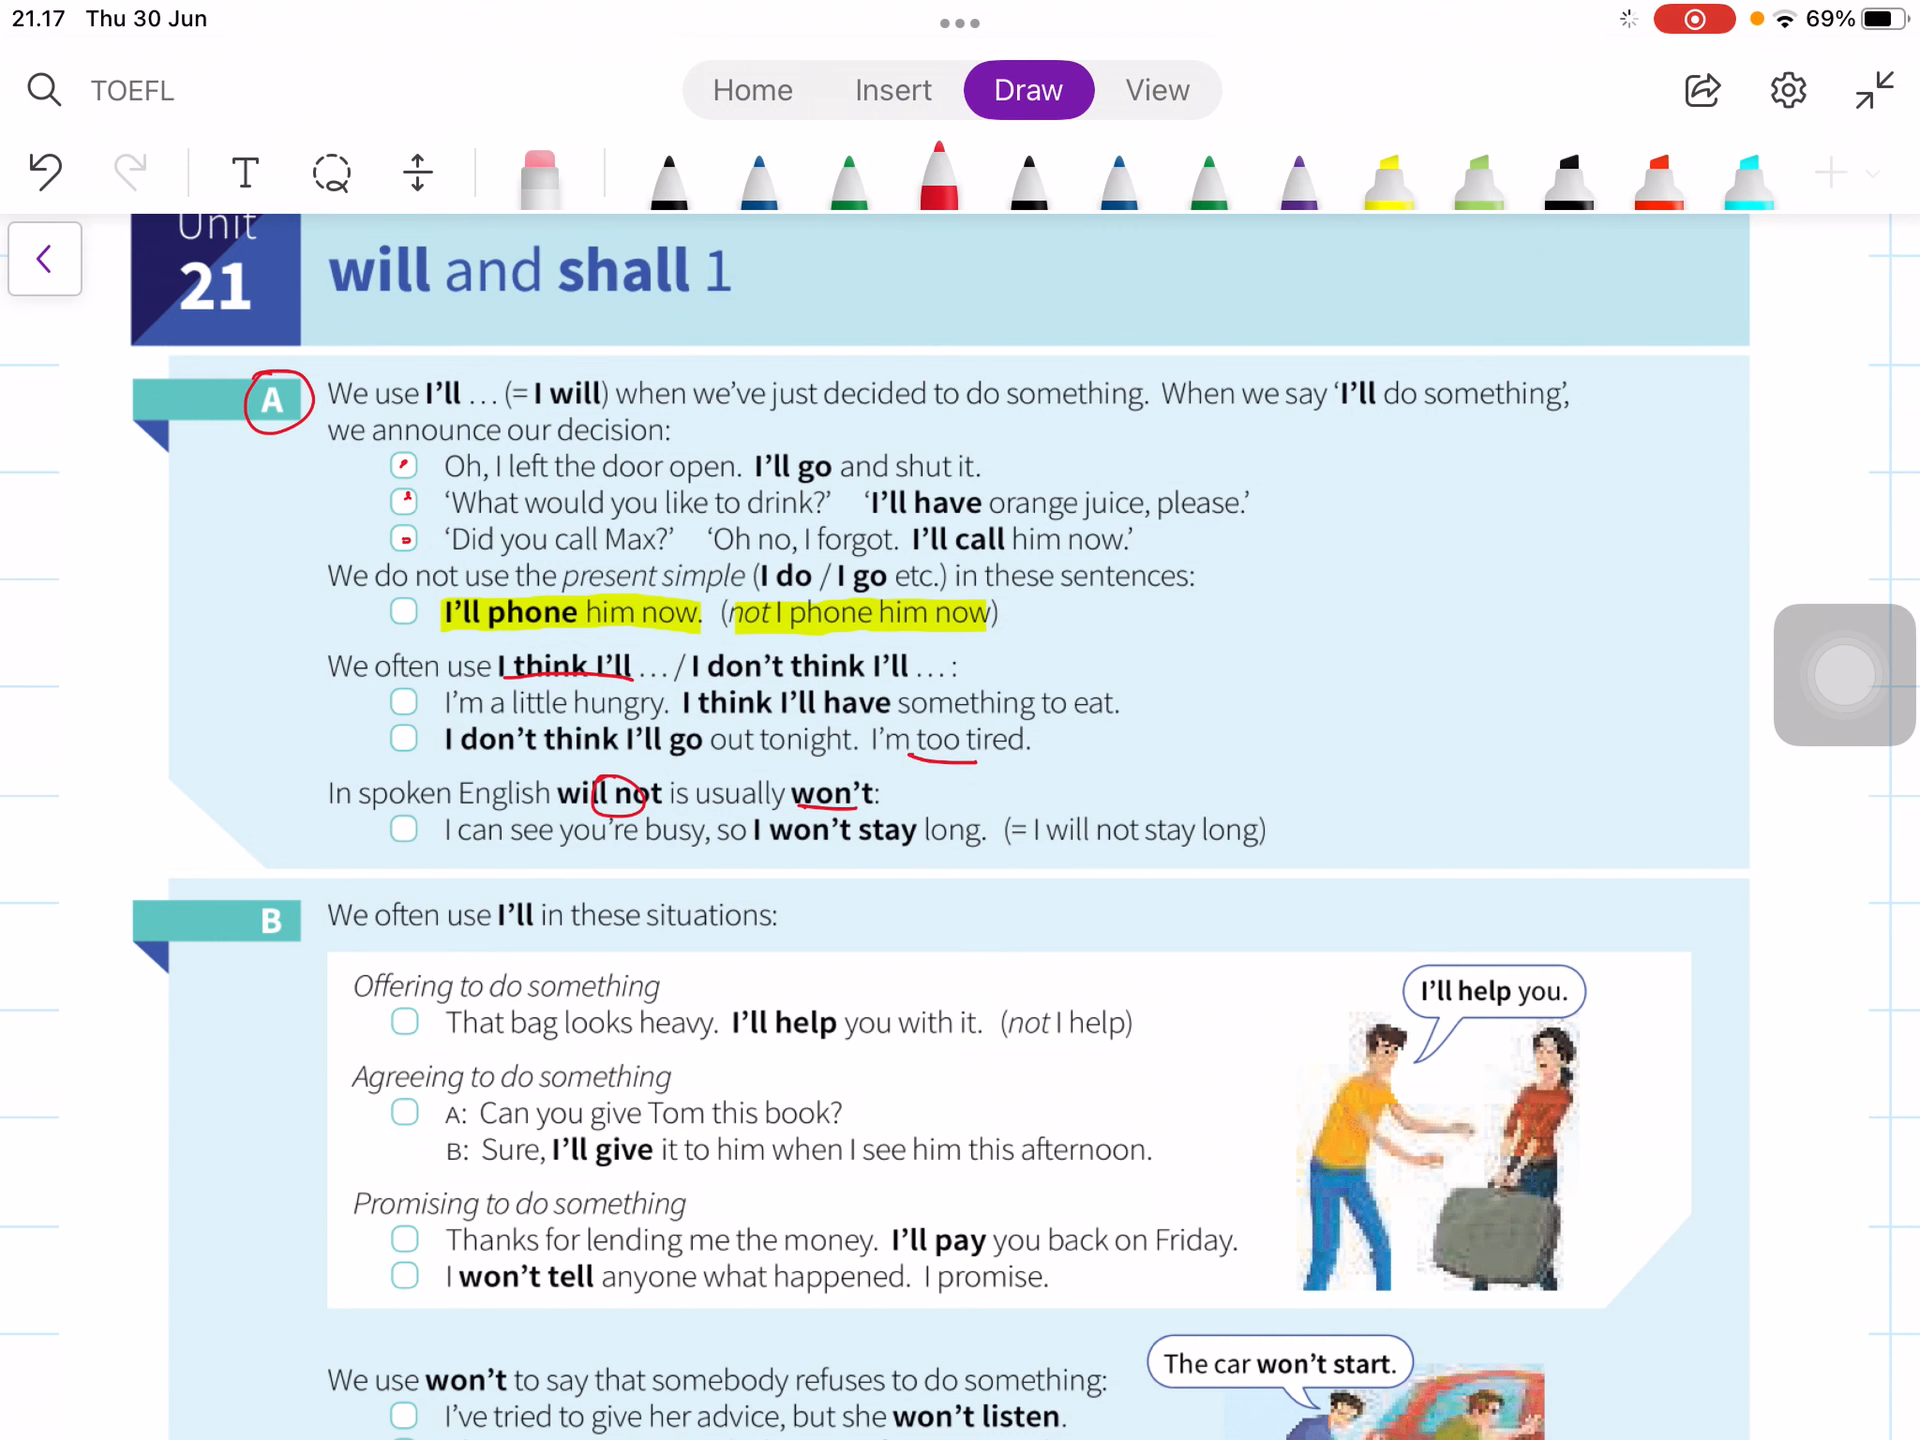 21.17 Thu 30 Jun
69%
TOEFL
Home Insert Draw View
T
Unit
21
will and shall 1
A
We use I'll … (= I will) when we've just decided to do something. When we say 'I'll do something',
we announce our decision:
Oh, I left the door open. I'll go and shut it.
'What would you like to drink?' 'I'll have orange juice, please.'
'Did you call Max?' 'Oh no, I forgot. I'll call him now.'
We do not use the present simple (I do / I go etc.) in these sentences:
I'll phone him now. (not I phone him now)
We often use I think I'll … / I don't think I'll … :
I'm a little hungry. I think I'll have something to eat.
I don't think I'll go out tonight. I'm too tired.
In spoken English will not is usually won't:
I can see you're busy, so I won't stay long. (= I will not stay long)
B
We often use I'll in these situations:
Offering to do something
That bag looks heavy. I'll help you with it. (not I help)
Agreeing to do something
A: Can you give Tom this book?
B: Sure, I'll give it to him when I see him this afternoon.
Promising to do something
Thanks for lending me the money. I'll pay you back on Friday.
I won't tell anyone what happened. I promise.
I'll help you.
We use won't to say that somebody refuses to do something:
I've tried to give her advice, but she won't listen.
The car won't start.